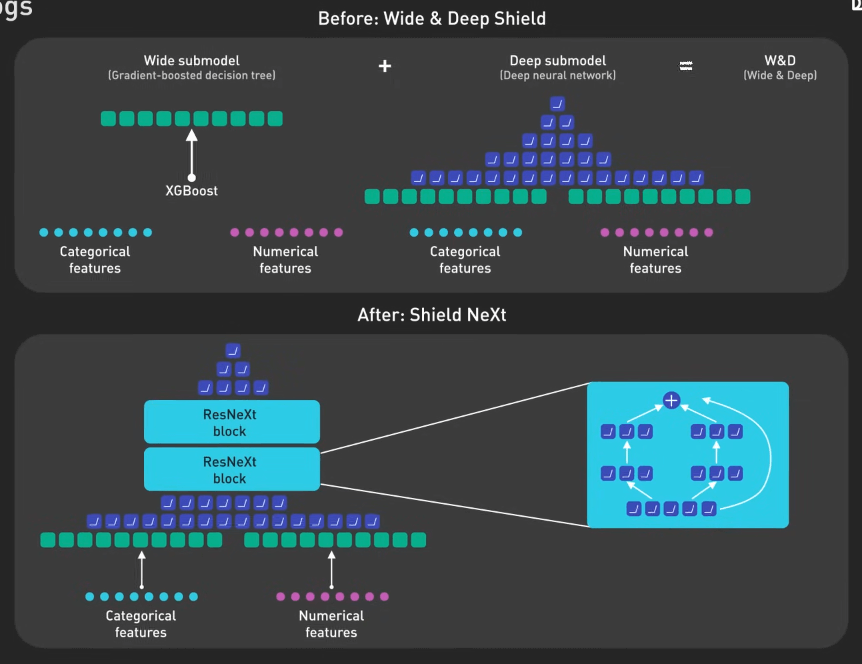 ogs
Before: Wide & Deep Shield
Wide submodel
(Gradient-boosted decision tree)
+
Deep submodel
(Deep neural network)
=
W&D
(Wide & Deep)
XGBoost
Categorical
features
Numerical
features
Categorical
features
Numerical
features
After: Shield NeXt
ResNeXt
block
ResNeXt
block
+
Categorical
features
Numerical
features